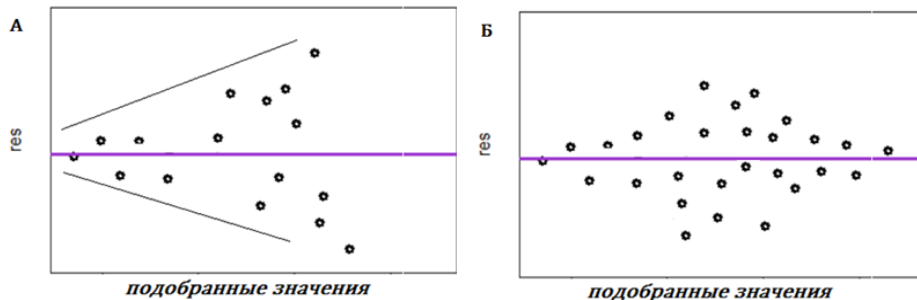 А
res
подобранные значения
Б
res
подобранные значения